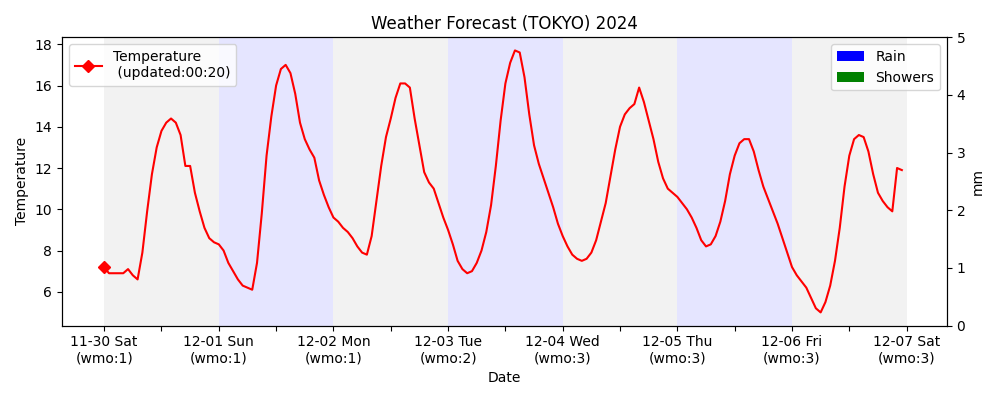 Weather Forecast (TOKYO) 2024
Temperature
(updated:00:20)
Rain
Showers
18
16
14
12
10
8
6
Temperature
5
4
3
2
1
0
mm
11-30 Sat
(wmo:1)
12-01 Sun
(wmo:1)
12-02 Mon
(wmo:1)
12-03 Tue
(wmo:2)
12-04 Wed
(wmo:3)
12-05 Thu
(wmo:3)
12-06 Fri
(wmo:3)
12-07 Sat
(wmo:3)
Date